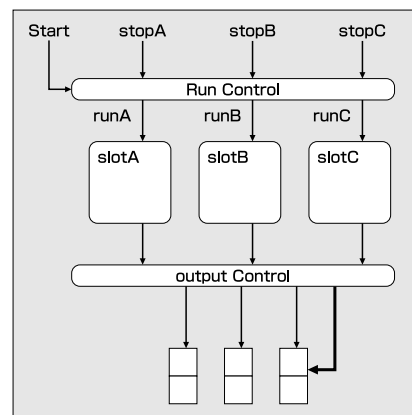 Start stopA stopB stopC
Run Control
runA runB runC
slotA slotB slotC
output Control